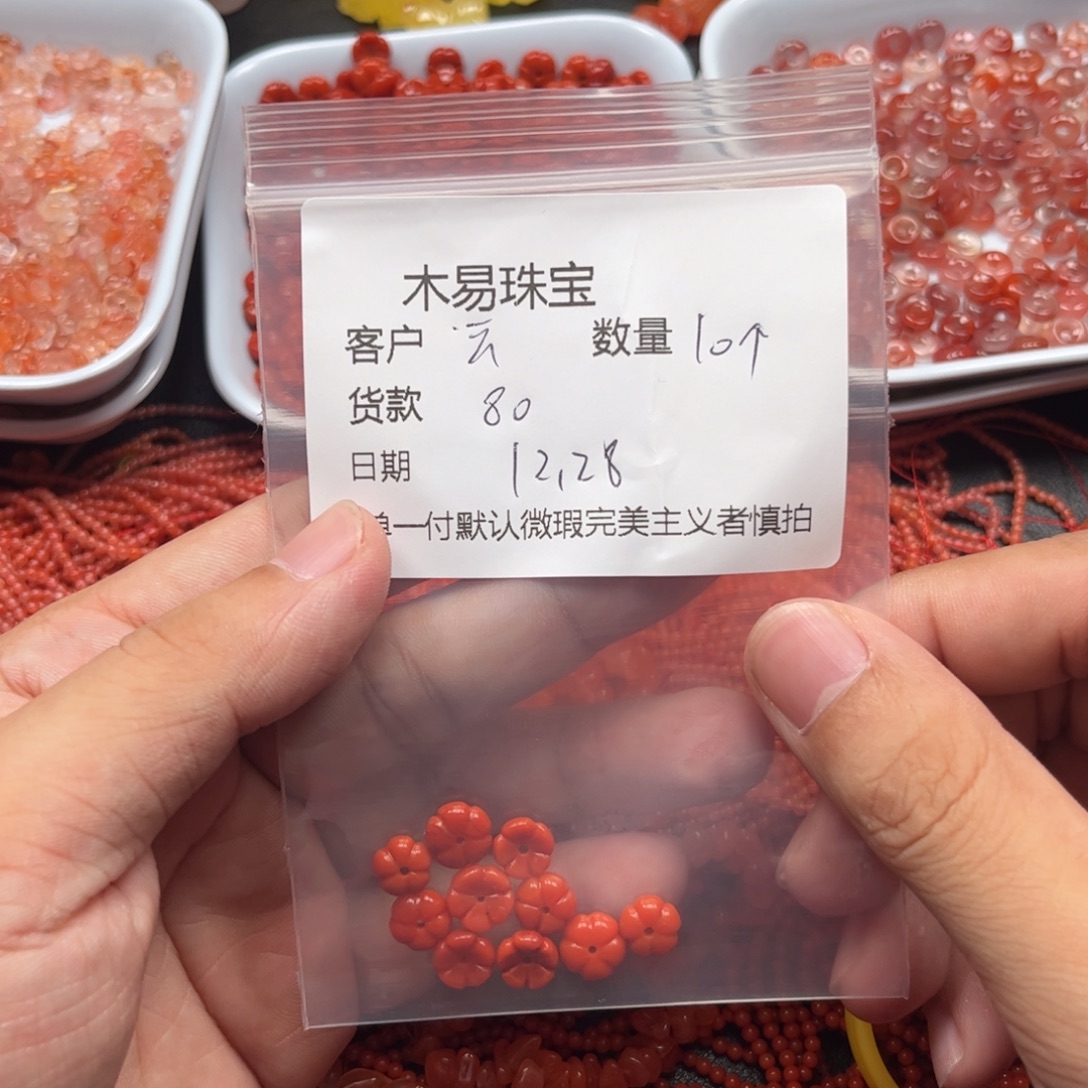 木易珠宝
客户 云 数量 10个
货款 80
日期 12,28
单一付默认微瑕完美主义者慎拍